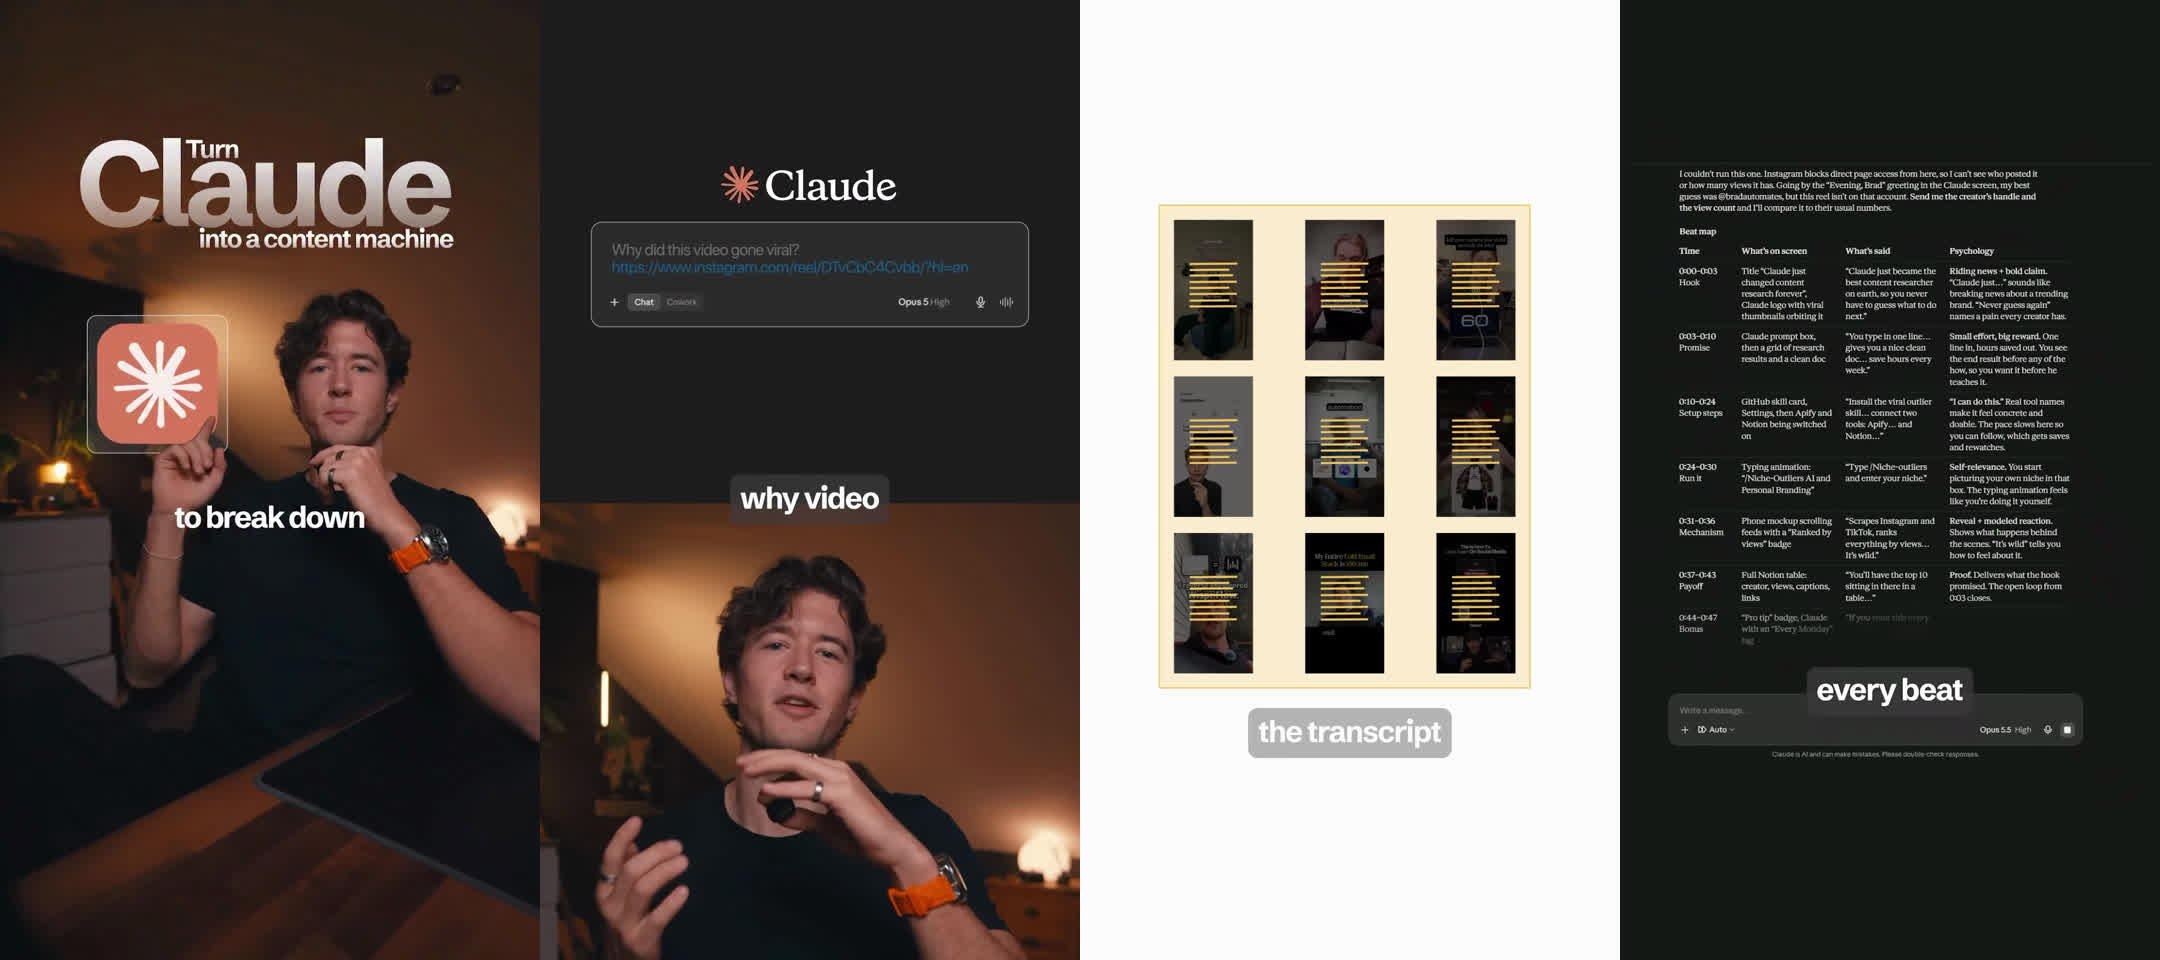 Turn
Claude
into a content machine
to break down
Claude
Why did this video gone viral?
https://www.instagram.com/reel/DTvCbC4Cvbb/?hl=en
+ Chat Cowork Opus 5 High
why video
60
automation
My Entire Cold Email
the transcript
I couldn't run this one. Instagram blocks direct page access from here, so I can't see who posted it
or how many views it has. Going by the "Evening, Brad" greeting in the Claude screen, my best
guess was @bradautomates, but this reel isn't on that account. Send me the creator's handle and
the view count and I'll compare it to their usual numbers.
Beat map
Time What's on screen What's said Psychology
0:00–0:03
Hook
Title "Claude just
changed content
research forever",
Claude logo with viral
thumbnails orbiting it
"Claude just became the
best content researcher
on earth, so you never
have to guess what to do
next."
Riding news + bold claim.
"Claude just…" sounds like
breaking news about a trending
brand. "Never guess again"
names a pain every creator has.
0:03–0:10
Promise
Claude prompt box,
then a grid of research
results and a clean doc
"You type in one line…
gives you a nice clean
doc… save hours every
week."
Small effort, big reward. One
line in, hours saved out. You see
the end result before any of the
how, so you want it before he
teaches it.
0:10–0:24
Setup steps
GitHub skill card,
Settings, then Apify and
Notion being switched
on
"Install the viral outlier
skill… connect two
tools: Apify… and
Notion…"
"I can do this." Real tool names
make it feel concrete and
doable. The pace slows here so
you can follow, which gets saves
and rewatches.
0:24–0:30
Run it
Typing animation:
"/Niche-Outliers AI and
Personal Branding"
"Type /Niche-outliers
and enter your niche."
Self-relevance. You start
picturing your own niche in that
box. The typing animation feels
like you're doing it yourself.
0:31–0:36
Mechanism
Phone mockup scrolling
feeds with a "Ranked by
views" badge
"Scrapes Instagram and
TikTok, ranks
everything by views…
It's wild."
Reveal + modeled reaction.
Shows what happens behind
the scenes. "It's wild" tells you
how to feel about it.
0:37–0:43
Payoff
Full Notion table:
creator, views, captions,
links
"You'll have the top 10
sitting in there in a
table…"
Proof. Delivers what the hook
promised. The open loop from
0:03 closes.
0:44–0:47
Bonus
"Pro tip" badge, Claude
with an "Every Monday"
tag
"If you want this every
every beat
Write a message...
+ Auto Opus 5.5 High
Claude is AI and can make mistakes. Please double-check responses.